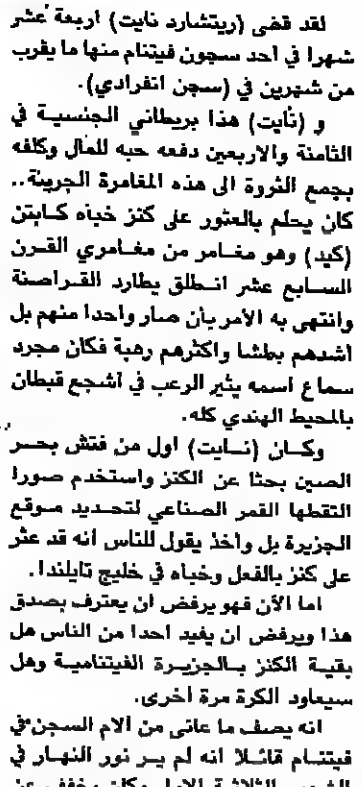 لقد قضى (ريتشارد نايت) اربعة عشر
شهرا في احد سجون فيتنام منها ما يقرب
من شهرين في (سجن انفرادي).
و (نايت) هذا بريطاني الجنسية في
الثامنة والاربعين دفعه حبه للمال وكلفه
بجمع الثروة الى هذه المغامرة الجريئة..
كان يحلم بالعثور على كنز خباه كابتن
(كيد) وهو مغامر من مغامري القرن
السابع عشر انطلق يطارد القراصنة
وانتهى به الأمر بأن صار واحدا منهم بل
أشدهم بطشا واكثرهم رهبة فكان مجرد
سماع اسمه يثير الرعب في أشجع قبطان
بالمحيط الهندي كله.
وكان (نايت) اول من فتش بحر
الصين بحثا عن الكنز واستخدم صورا
التقطها القمر الصناعي لتحديد موقع
الجزيرة بل واخذ يقول للناس أنه قد عثر
على كنز بالفعل وخباه في خليج تايلندا.
اما الآن فهو يرفض ان يعترف بصدق
هذا ويرفض ان يفيد احدا من الناس هل
بقية الكنز بالجزيرة الفيتنامية وهل
سيعاود الكرة مرة أخرى.
انه يصف ما عانى من الام السجن في
فيتنام قائلا انه لم ير نور النهار في